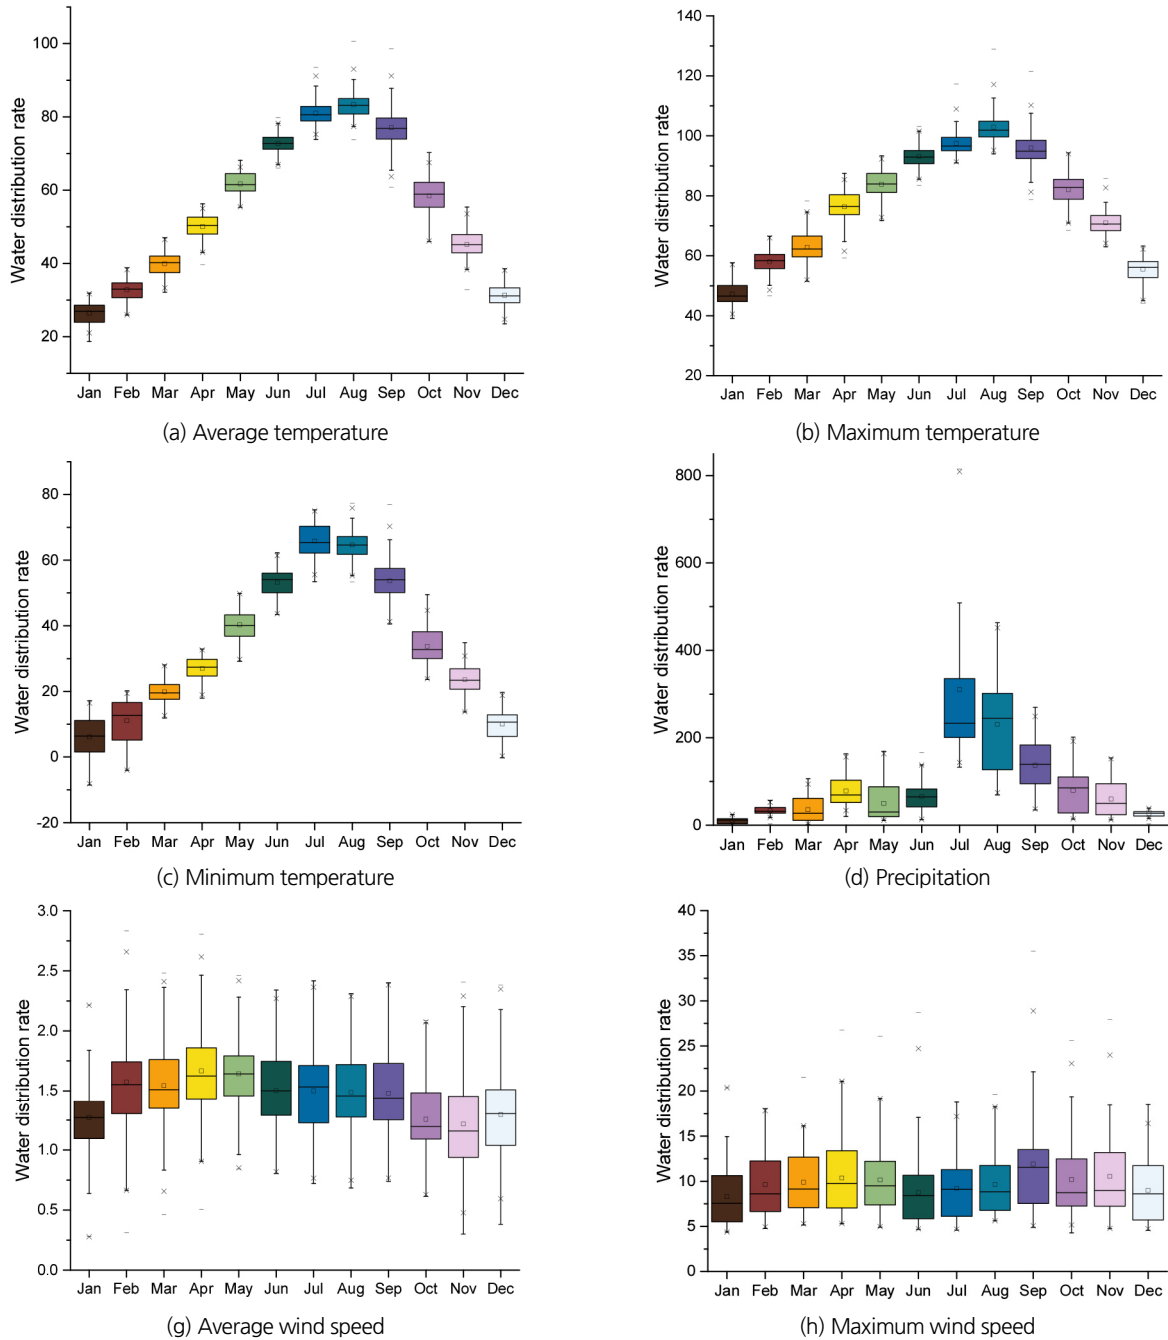 Water distribution rate
100
80
60
40
20
Jan Feb Mar Apr May Jun Jul Aug Sep Oct Nov Dec
(a) Average temperature
Water distribution rate
140
120
100
80
60
40
20
Jan Feb Mar Apr May Jun Jul Aug Sep Oct Nov Dec
(b) Maximum temperature
Water distribution rate
80
60
40
20
0
-20
Jan Feb Mar Apr May Jun Jul Aug Sep Oct Nov Dec
(c) Minimum temperature
Water distribution rate
800
600
400
200
0
Jan Feb Mar Apr May Jun Jul Aug Sep Oct Nov Dec
(d) Precipitation
Water distribution rate
3.0
2.5
2.0
1.5
1.0
0.5
0.0
Jan Feb Mar Apr May Jun Jul Aug Sep Oct Nov Dec
(g) Average wind speed
Water distribution rate
40
35
30
25
20
15
10
5
0
Jan Feb Mar Apr May Jun Jul Aug Sep Oct Nov Dec
(h) Maximum wind speed